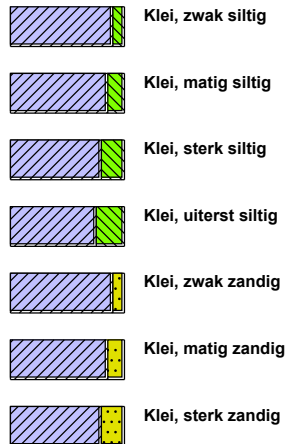 Klei, zwak siltig
Klei, matig siltig
Klei, sterk siltig
Klei, uiterst siltig
Klei, zwak zandig
Klei, matig zandig
Klei, sterk zandig